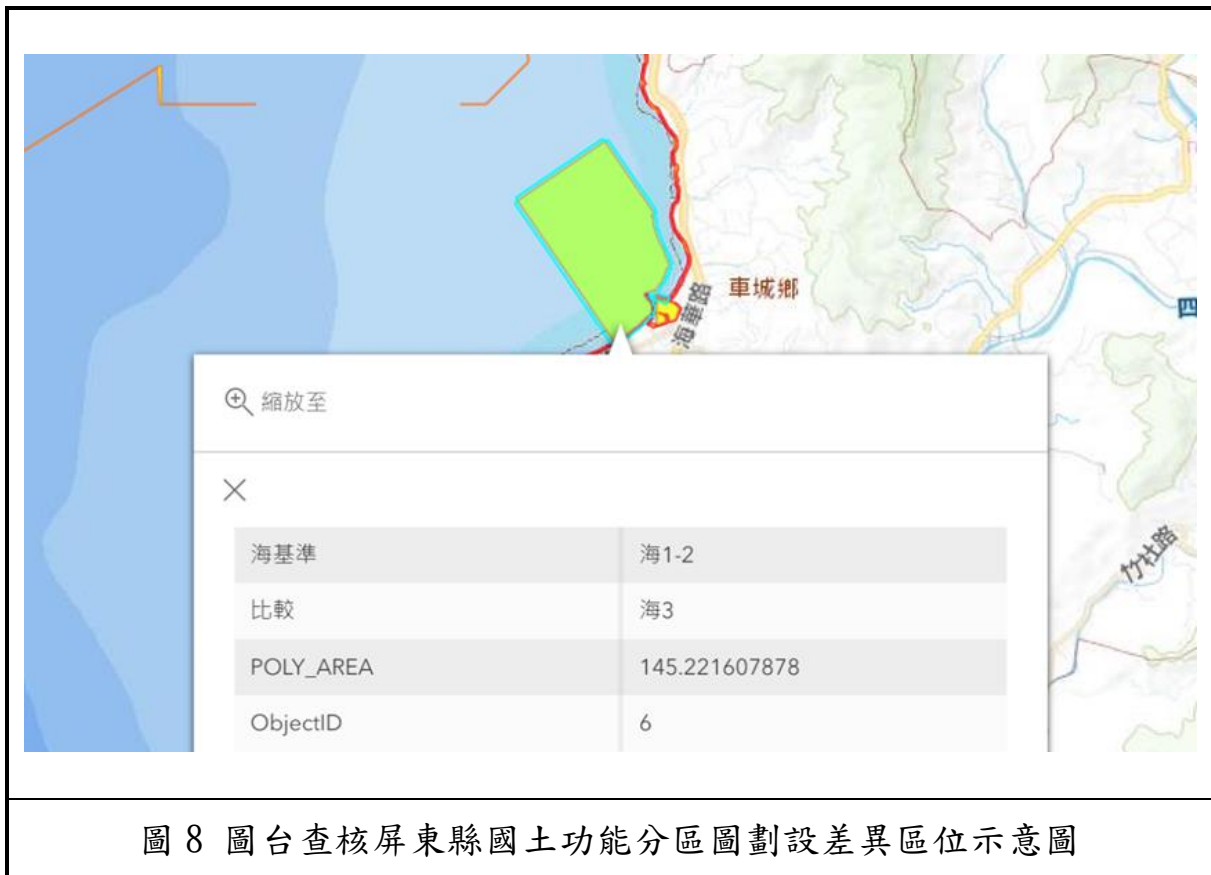 車城鄉
海華路
四
縮放至
海基準 海1-2
比較 海3
POLY_AREA 145.221607878
ObjectID 6
竹社路
圖 8 圖台查核屏東縣國土功能分區圖劃設差異區位示意圖